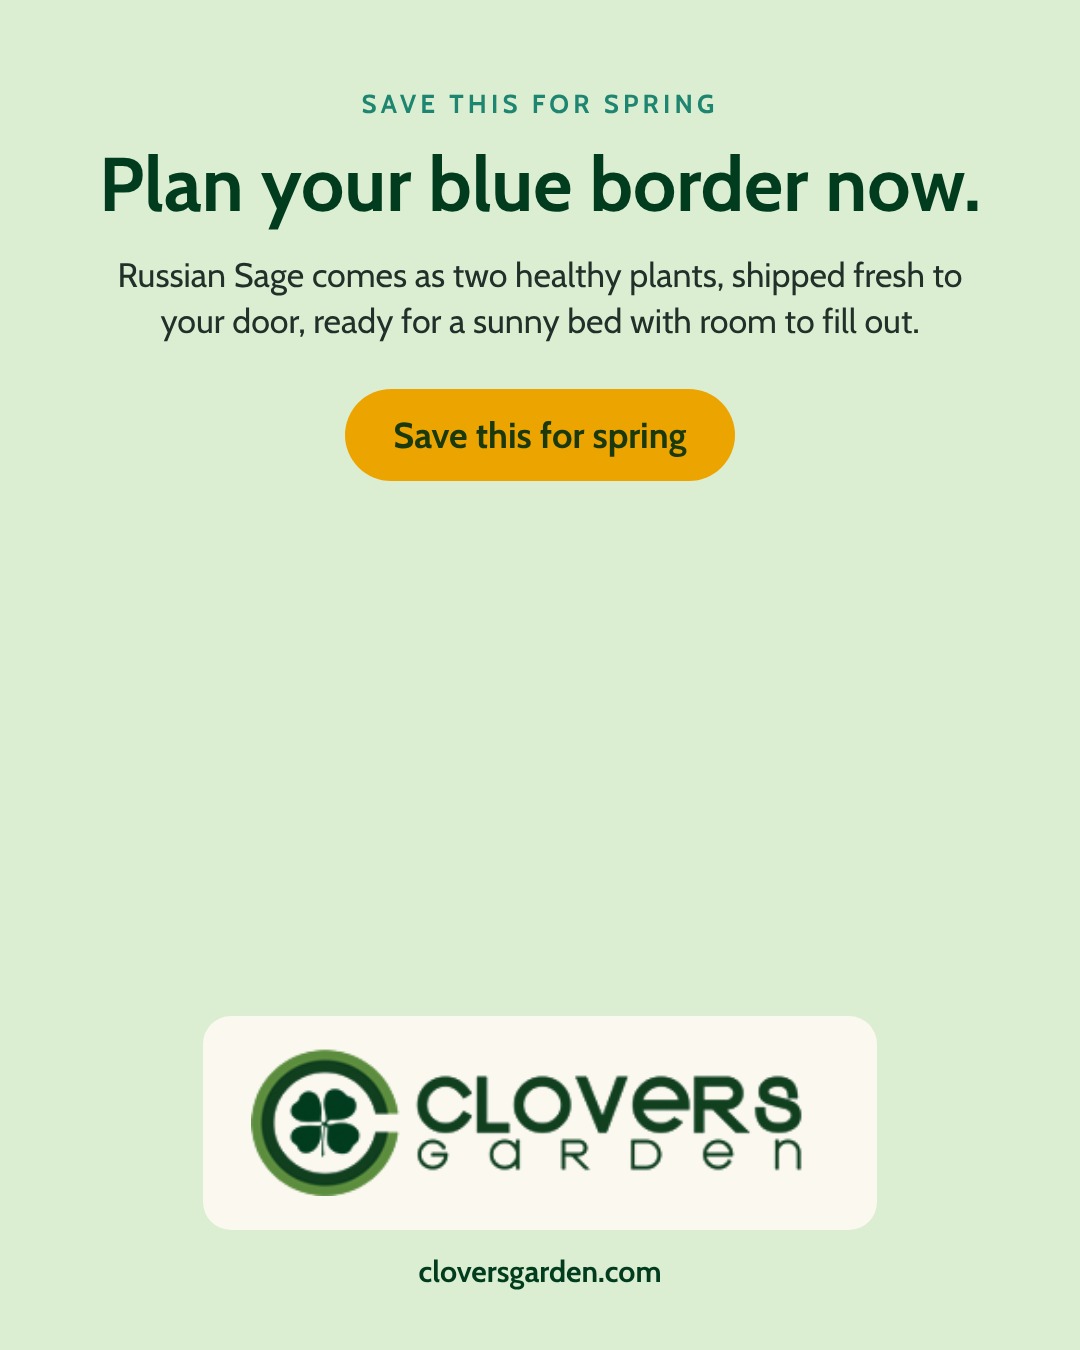 SAVE THIS FOR SPRING
Plan your blue border now.
Russian Sage comes as two healthy plants, shipped fresh to
your door, ready for a sunny bed with room to fill out.
Save this for spring
CLOVERS
GaRDen
cloversgarden.com